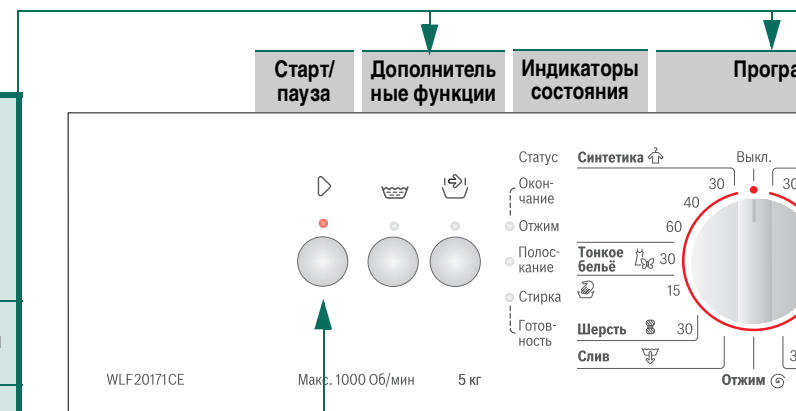 Старт/
пауза
Дополнитель
ные функции
Индикаторы
состояния
Програ
Статус
Окон-
чание
Отжим
Полос-
кание
Стирка
Готов-
ность
Синтетика
Выкл.
30
30
40
60
Тонкое
бельё
30
15
Шерсть
30
Слив
3
Отжим
WLF20171CE
Макс. 1000 Об/мин
5 кг